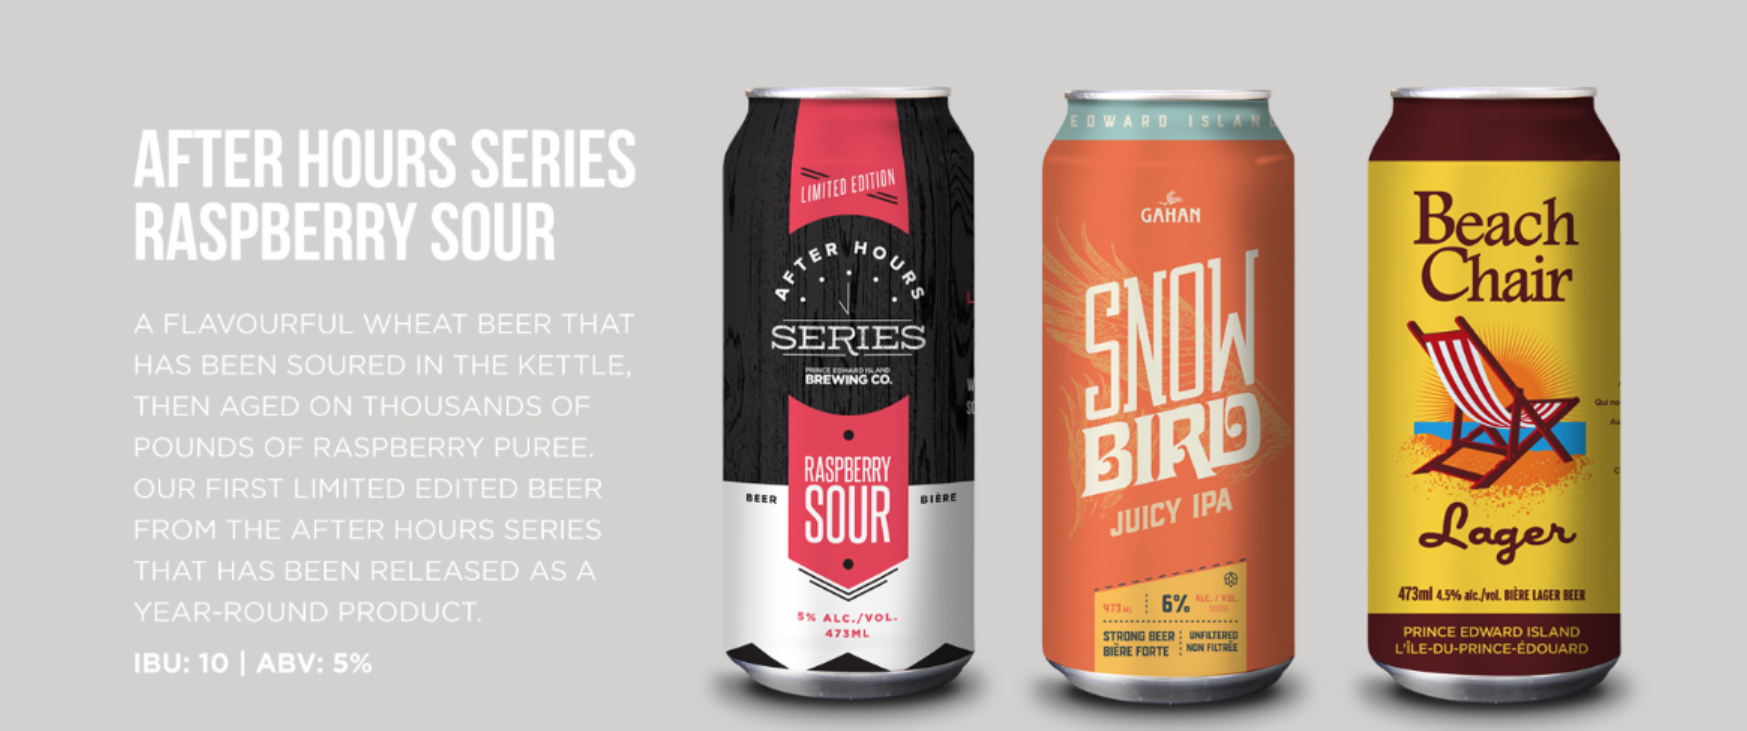 AFTER HOURS SERIES
RASPBERRY SOUR
A FLAVOURFUL WHEAT BEER THAT
HAS BEEN SOURED IN THE KETTLE,
THEN AGED ON THOUSANDS OF
POUNDS OF RASPBERRY PUREE.
OUR FIRST LIMITED EDITED BEER
FROM THE AFTER HOURS SERIES
THAT HAS BEEN RELEASED AS A
YEAR-ROUND PRODUCT.
IBU: 10 | ABV: 5%
LIMITED EDITION
AFTER HOURS
SERIES
PRINCE EDWARD ISLAND
BREWING CO.
RASPBERRY
SOUR
BEER
BIÈRE
5% ALC./VOL.
473ML
EDWARD ISLAN
GAHAN
SNOW
BIRD
JUICY IPA
473 ML
6%
ALC. / VOL.
STRONG BEER
BIÈRE FORTE
UNFILTERED
NON FILTRÉE
Beach
Chair
Qui
Lager
473ml 4.5% alc./vol. BIÈRE LAGER BEER
PRINCE EDWARD ISLAND
L'ÎLE-DU-PRINCE-ÉDOUARD